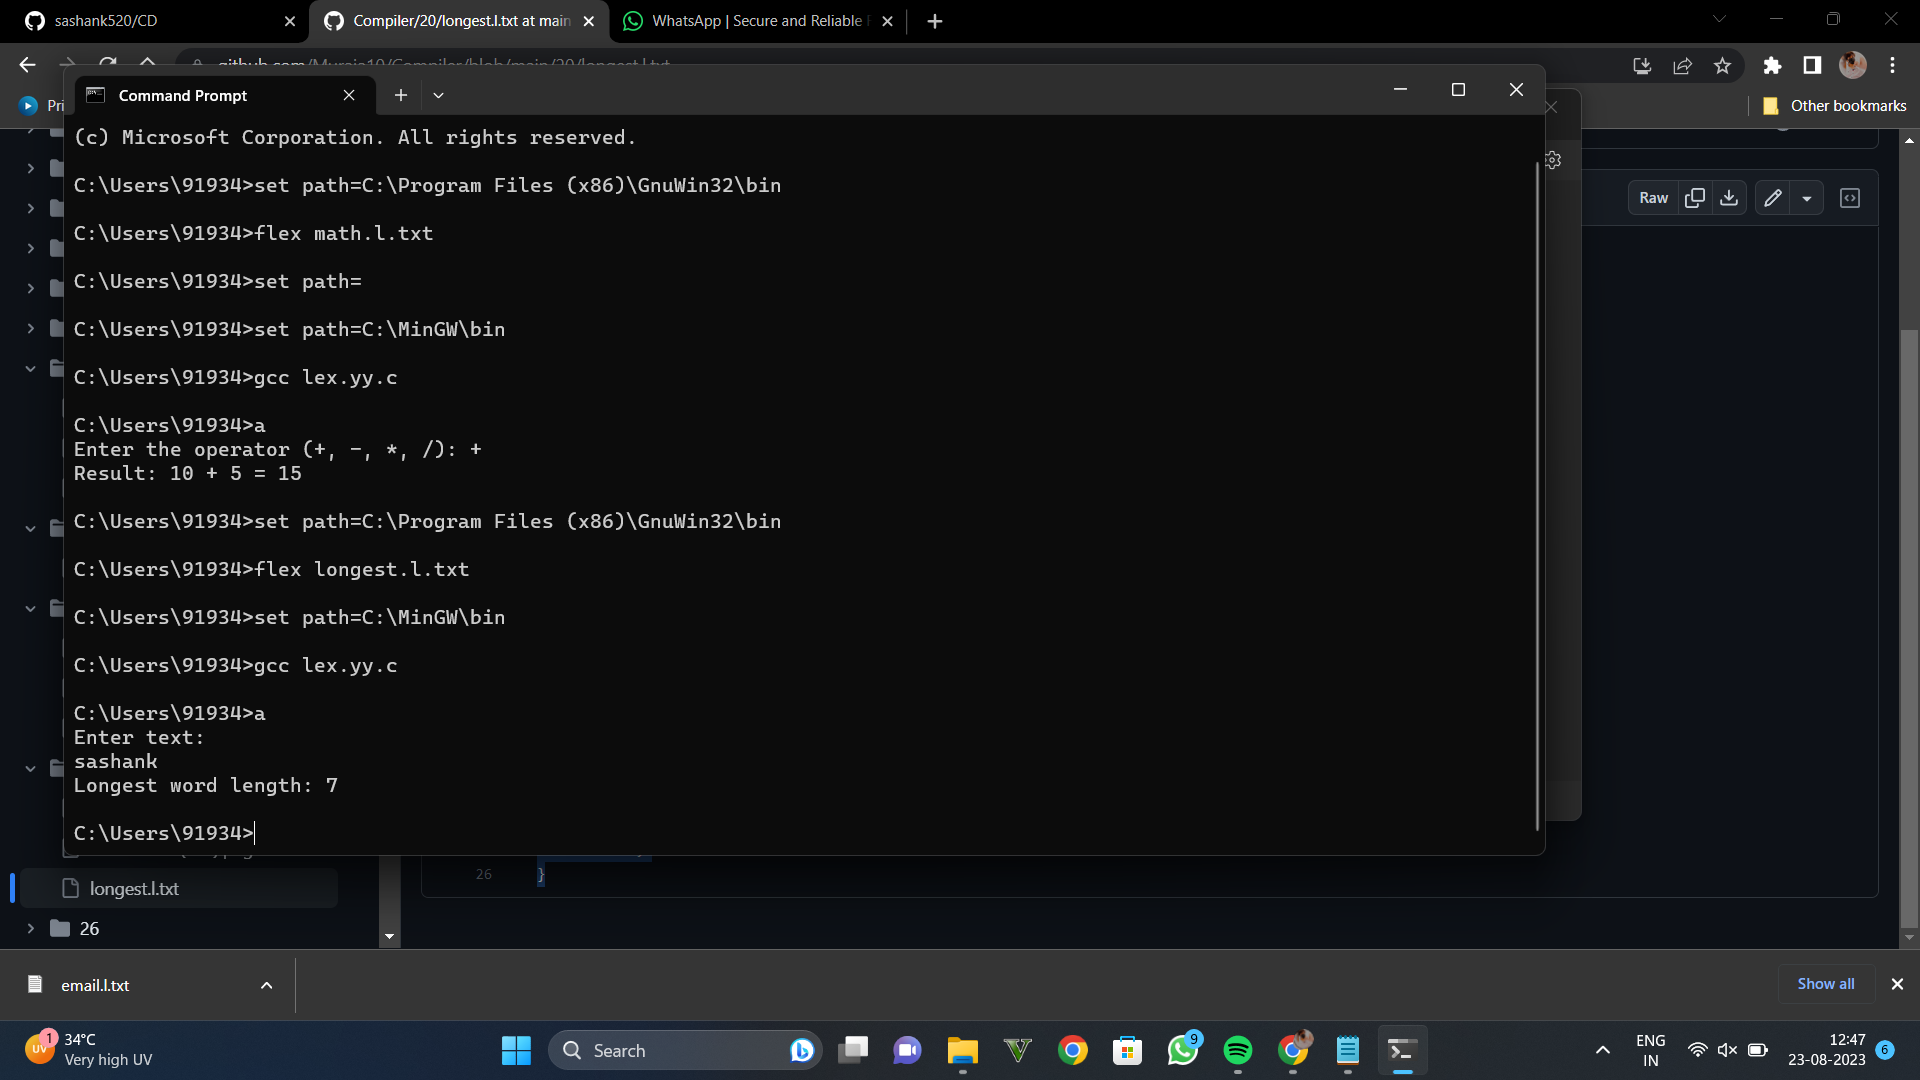 sashank520/CD
Compiler/20/longest.l.txt at main
WhatsApp | Secure and Reliable F
github.com/Muraja10/Compiler/blob/main/20/longest.l.txt
Pri
Other bookmarks
Command Prompt
Raw
(c) Microsoft Corporation. All rights reserved.
C:\Users\91934>set path=C:\Program Files (x86)\GnuWin32\bin
C:\Users\91934>flex math.l.txt
C:\Users\91934>set path=
C:\Users\91934>set path=C:\MinGW\bin
C:\Users\91934>gcc lex.yy.c
C:\Users\91934>a
Enter the operator (+, -, *, /): +
Result: 10 + 5 = 15
C:\Users\91934>set path=C:\Program Files (x86)\GnuWin32\bin
C:\Users\91934>flex longest.l.txt
C:\Users\91934>set path=C:\MinGW\bin
C:\Users\91934>gcc lex.yy.c
C:\Users\91934>a
Enter text:
sashank
Longest word length: 7
C:\Users\91934>
26 }
longest.l.txt
26
email.l.txt
Show all
1
UV
34°C
Very high UV
Search
9
ENG
IN
12:47
23-08-2023
6